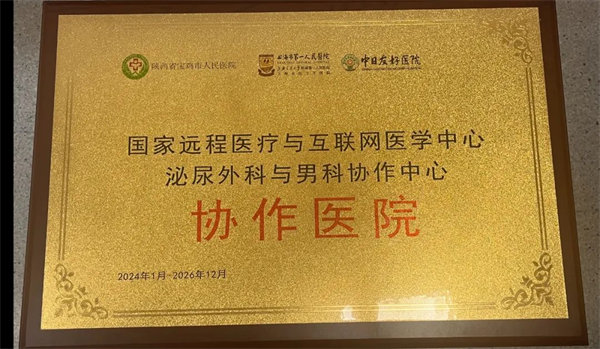 陕西省宝鸡市人民医院
上海市第一人民医院
中日友好医院
国家远程医疗与互联网医学中心
泌尿外科与男科协作中心
协作医院
2024年1月-2026年12月